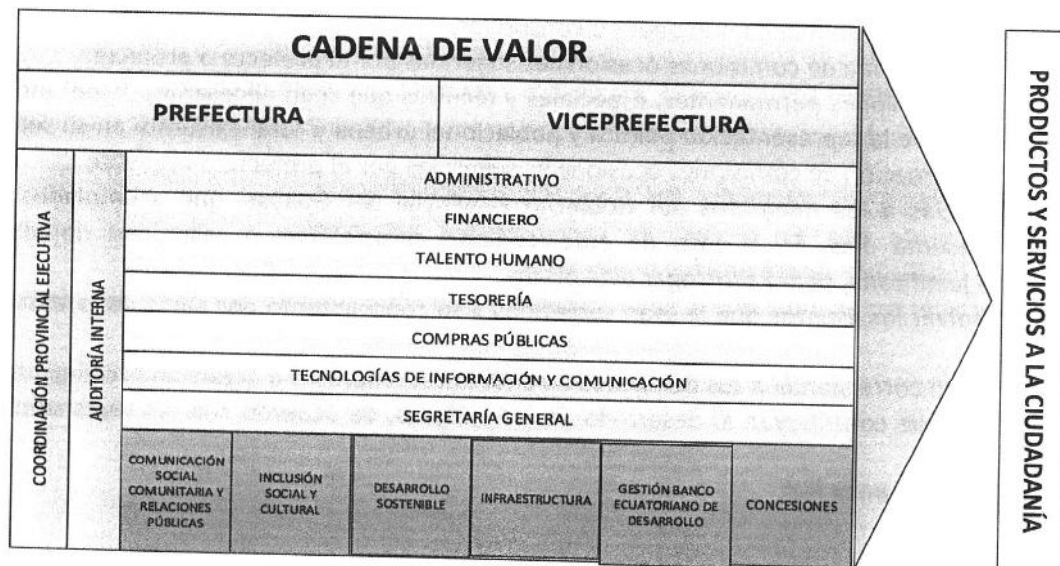 CADENA DE VALOR
PREFECTURA VICEPREFECTURA
COORDINACIÓN PROVINCIAL EJECUTIVA
AUDITORÍA INTERNA
ADMINISTRATIVO
FINANCIERO
TALENTO HUMANO
TESORERÍA
COMPRAS PÚBLICAS
TECNOLOGÍAS DE INFORMACIÓN Y COMUNICACIÓN
SEGRETARÍA GENERAL
COMUNICACIÓN
SOCIAL
COMUNITARIA Y
RELACIONES
PÚBLICAS
INCLUSIÓN
SOCIAL Y
CULTURAL
DESARROLLO
SOSTENIBLE
INFRAESTRUCTURA
GESTIÓN BANCO
ECUATORIANO DE
DESARROLLO
CONCESIONES
PRODUCTOS Y SERVICIOS A LA CIUDADANÍA